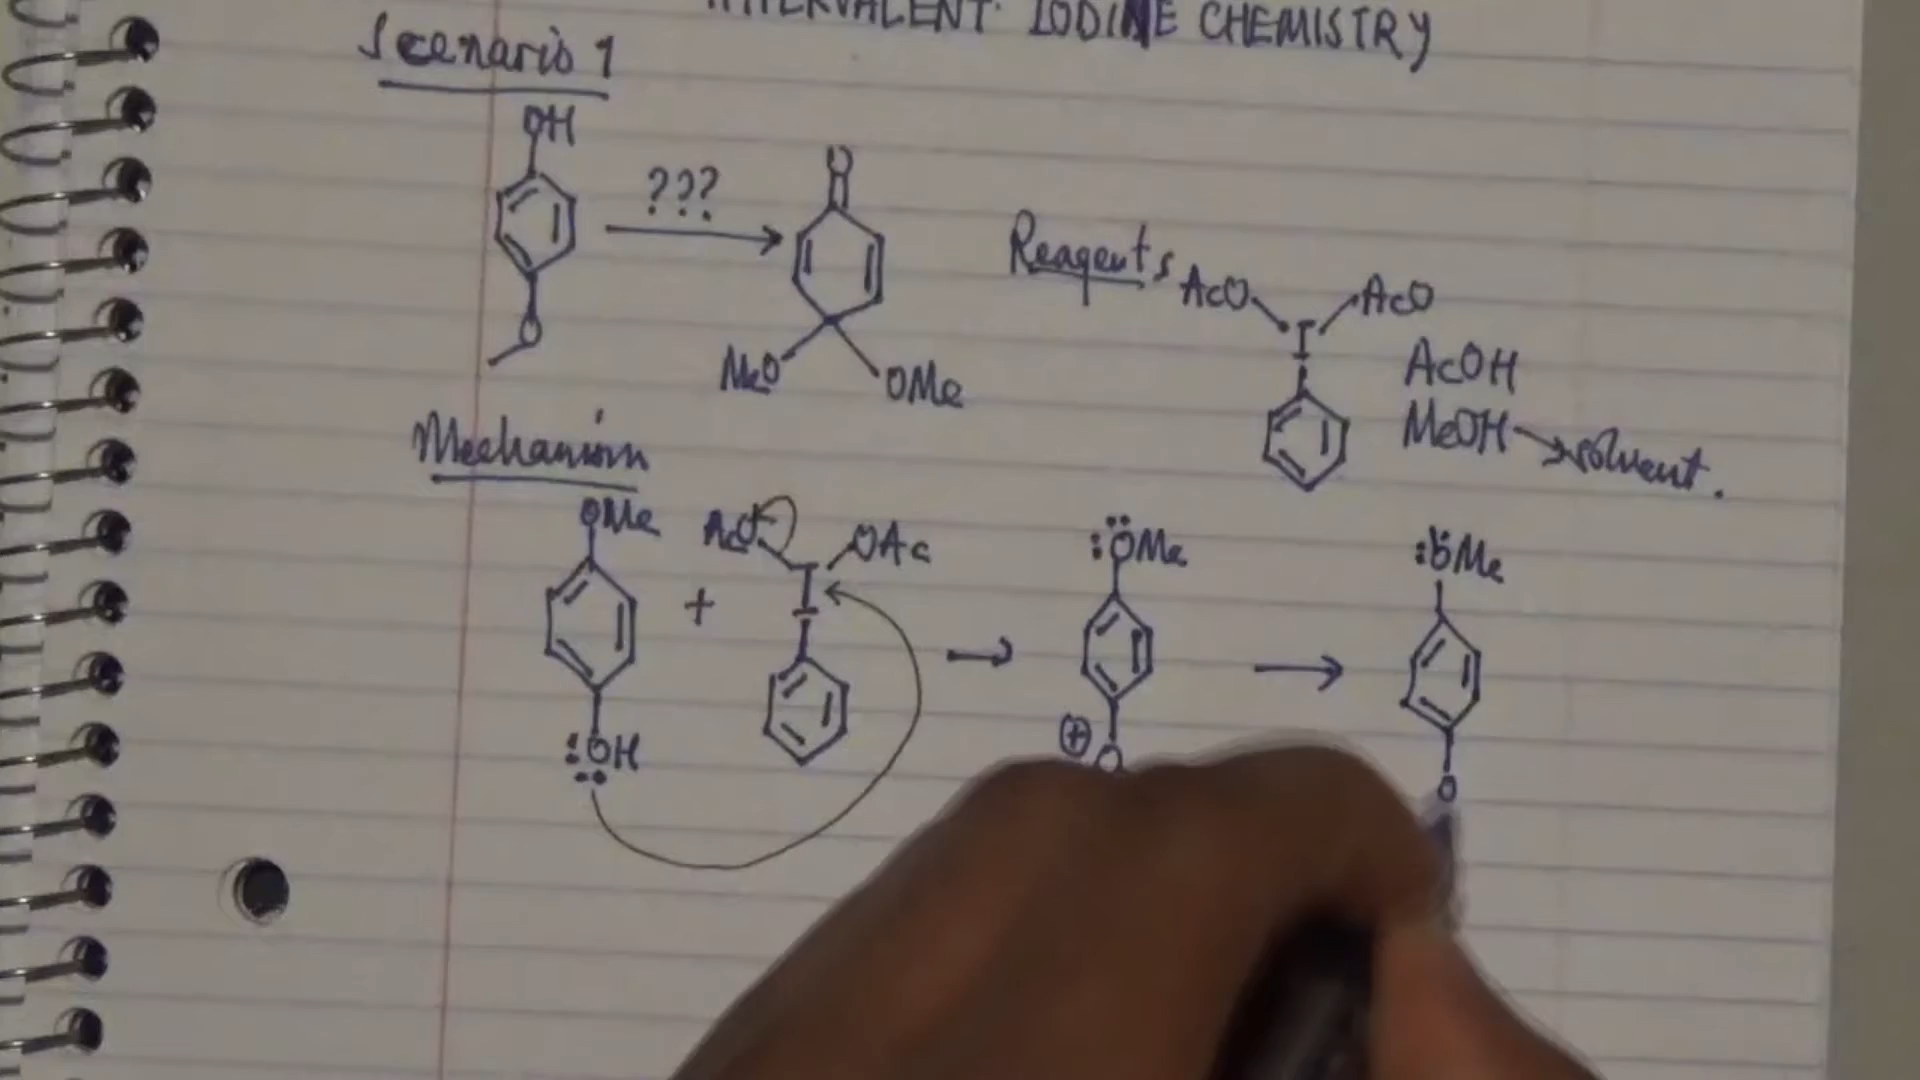 INTERVALENT IODINE CHEMISTRY
Scenario 1
OH
???
O
O
MeO
OMe
Reagents
AcO
AcO
I
AcOH
MeOH → solvent.
Mechanism
OMe
+
AcO
OAc
I
:OH
:OMe
⊕
O
:OMe
O